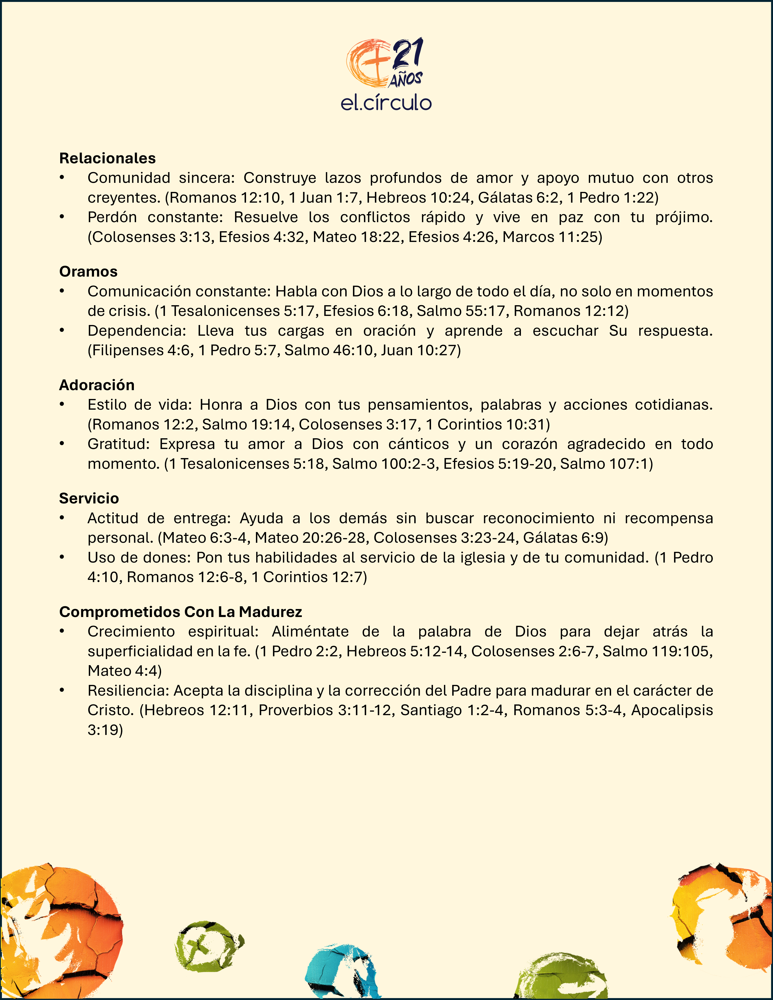 21
AÑOS
el.círculo
Relacionales
• Comunidad sincera: Construye lazos profundos de amor y apoyo mutuo con otros
creyentes. (Romanos 12:10, 1 Juan 1:7, Hebreos 10:24, Gálatas 6:2, 1 Pedro 1:22)
• Perdón constante: Resuelve los conflictos rápido y vive en paz con tu prójimo.
(Colosenses 3:13, Efesios 4:32, Mateo 18:22, Efesios 4:26, Marcos 11:25)
Oramos
• Comunicación constante: Habla con Dios a lo largo de todo el día, no solo en momentos
de crisis. (1 Tesalonicenses 5:17, Efesios 6:18, Salmo 55:17, Romanos 12:12)
• Dependencia: Lleva tus cargas en oración y aprende a escuchar Su respuesta.
(Filipenses 4:6, 1 Pedro 5:7, Salmo 46:10, Juan 10:27)
Adoración
• Estilo de vida: Honra a Dios con tus pensamientos, palabras y acciones cotidianas.
(Romanos 12:2, Salmo 19:14, Colosenses 3:17, 1 Corintios 10:31)
• Gratitud: Expresa tu amor a Dios con cánticos y un corazón agradecido en todo
momento. (1 Tesalonicenses 5:18, Salmo 100:2-3, Efesios 5:19-20, Salmo 107:1)
Servicio
• Actitud de entrega: Ayuda a los demás sin buscar reconocimiento ni recompensa
personal. (Mateo 6:3-4, Mateo 20:26-28, Colosenses 3:23-24, Gálatas 6:9)
• Uso de dones: Pon tus habilidades al servicio de la iglesia y de tu comunidad. (1 Pedro
4:10, Romanos 12:6-8, 1 Corintios 12:7)
Comprometidos Con La Madurez
• Crecimiento espiritual: Aliméntate de la palabra de Dios para dejar atrás la
superficialidad en la fe. (1 Pedro 2:2, Hebreos 5:12-14, Colosenses 2:6-7, Salmo 119:105,
Mateo 4:4)
• Resiliencia: Acepta la disciplina y la corrección del Padre para madurar en el carácter de
Cristo. (Hebreos 12:11, Proverbios 3:11-12, Santiago 1:2-4, Romanos 5:3-4, Apocalipsis
3:19)